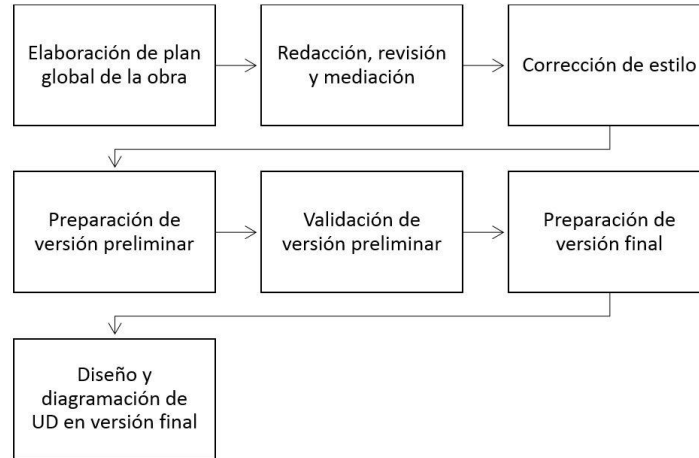 Elaboración de plan
global de la obra
Redacción, revisión
y mediación
Corrección de estilo
Preparación de
versión preliminar
Validación de
versión preliminar
Preparación de
versión final
Diseño y
diagramación de
UD en versión final